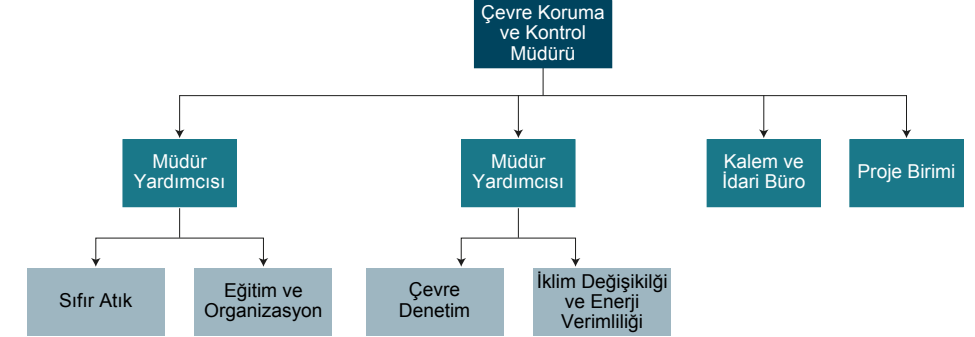 Çevre Koruma
ve Kontrol
Müdürü
Müdür
Yardımcısı
Müdür
Yardımcısı
Kalem ve
İdari Büro
Proje Birimi
Sıfır Atık
Eğitim ve
Organizasyon
Çevre
Denetim
İklim Değişikilği
ve Enerji
Verimliliği